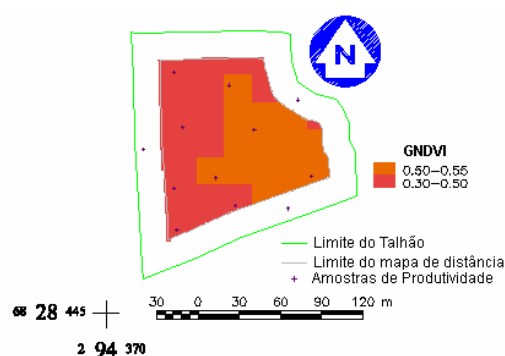 N
GNDVI
0.50-0.55
0.30-0.50
Limite do Talhão
Limite do mapa de distância
Amostras de Produtividade
30 0 30 60 90 120 m
68 28 445
2 94 370